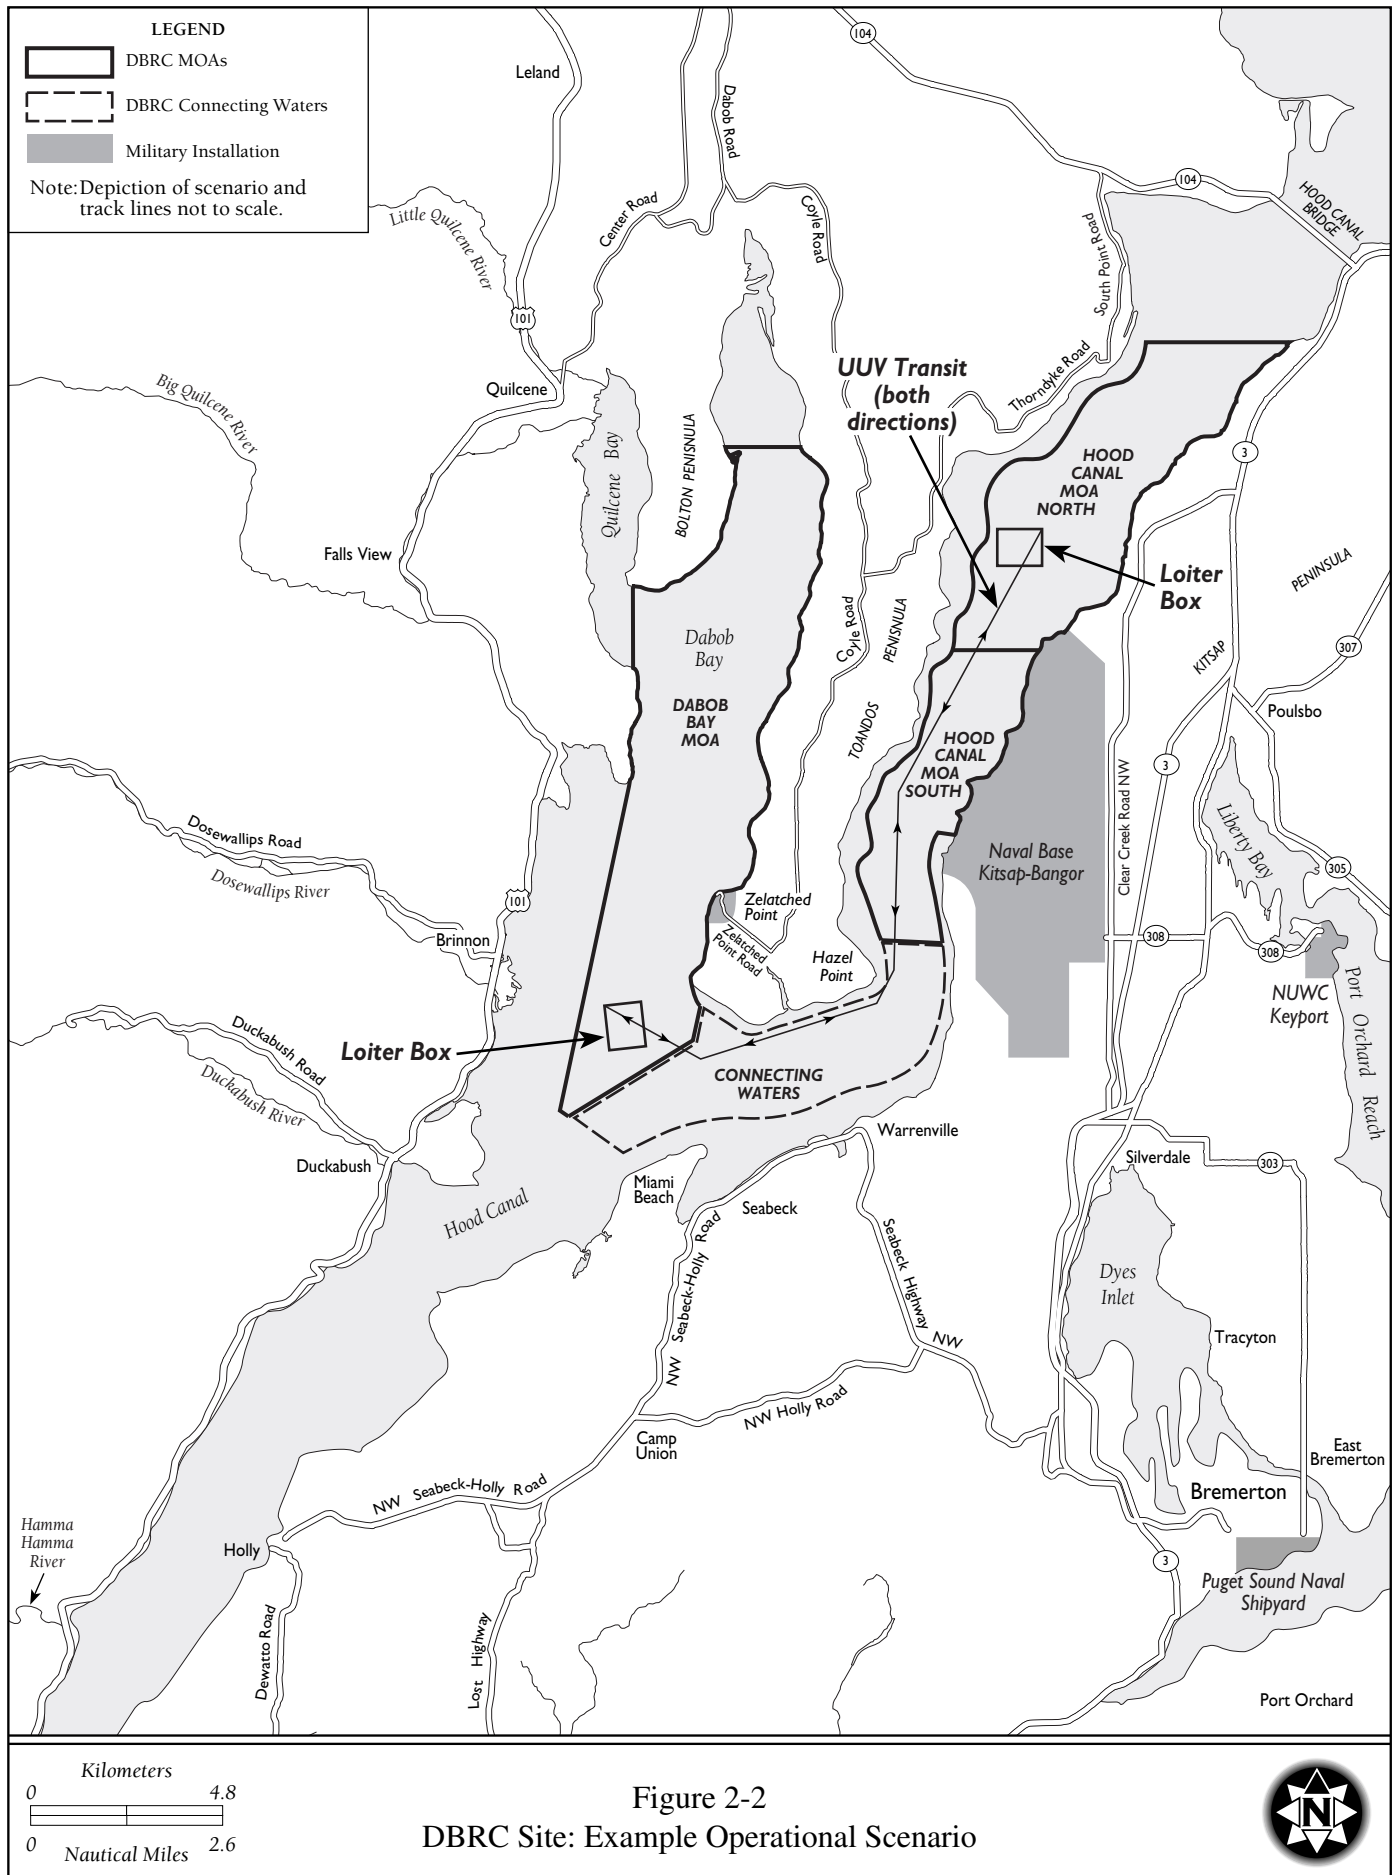 LEGEND
DBRC MOAs
DBRC Connecting Waters
Military Installation
Note: Depiction of scenario and
track lines not to scale.
Leland
Dabob Road
104
104
HOOD CANAL
BRIDGE
Little Quilcene
River
Center Road
Coyle Road
South Point Road
101
UUV Transit
(both
directions)
Thorndyke Road
Quilcene
Big Quilcene
River
Quilcene Bay
BOLTON PENISNULA
HOOD
CANAL
MOA
NORTH
3
Falls View
Loiter
Box
PENINSULA
Coyle Road
PENISNULA
Dabob
Bay
KITSAP
307
DABOB
BAY
MOA
TOANDOS
Poulsbo
HOOD
CANAL
MOA
SOUTH
3
Clear Creek Road NW
Liberty Bay
Dosewallips Road
Dosewallips River
Naval Base
Kitsap-Bangor
305
101
Zelatched
Point
Brinnon
Zelatched
Point Road
Hazel
Point
308
308
Port Orchard Reach
NUWC
Keyport
Duckabush
Road
Loiter Box
Duckabush
River
CONNECTING
WATERS
Warrenville
Duckabush
Silverdale
303
Miami
Beach
Seabeck
Hood Canal
NW Seabeck-Holly Road
Seabeck Highway NW
Dyes
Inlet
Tracyton
NW Holly Road
Camp
Union
East
Bremerton
NW Seabeck-Holly Road
Bremerton
Hamma
Hamma
River
Holly
3
Puget Sound Naval
Shipyard
Dewatto Road
Lost Highway
Port Orchard
Kilometers
0 4.8
0 2.6
Nautical Miles
Figure 2-2
DBRC Site: Example Operational Scenario
N